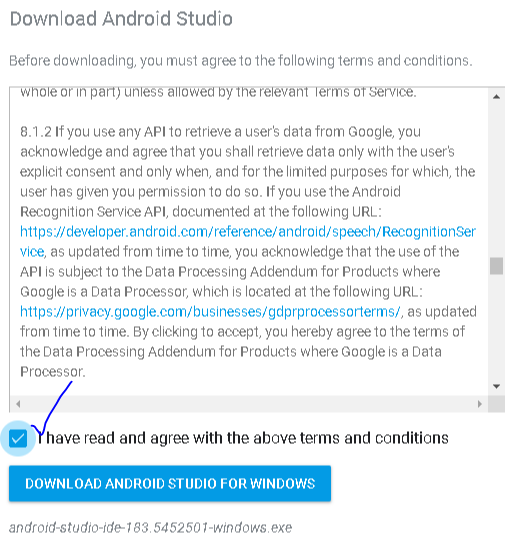 Download Android Studio
Before downloading, you must agree to the following terms and conditions.
whole or in part) unless allowed by the relevant Terms of Service.
8.1.2 If you use any API to retrieve a user's data from Google, you
acknowledge and agree that you shall retrieve data only with the user's
explicit consent and only when, and for the limited purposes for which, the
user has given you permission to do so. If you use the Android
Recognition Service API, documented at the following URL:
https://developer.android.com/reference/android/speech/RecognitionSer
vice, as updated from time to time, you acknowledge that the use of the
API is subject to the Data Processing Addendum for Products where
Google is a Data Processor, which is located at the following URL:
https://privacy.google.com/businesses/gdprprocessorterms/, as updated
from time to time. By clicking to accept, you hereby agree to the terms of
the Data Processing Addendum for Products where Google is a Data
Processor.
I have read and agree with the above terms and conditions
DOWNLOAD ANDROID STUDIO FOR WINDOWS
android-studio-ide-183.5452501-windows.exe